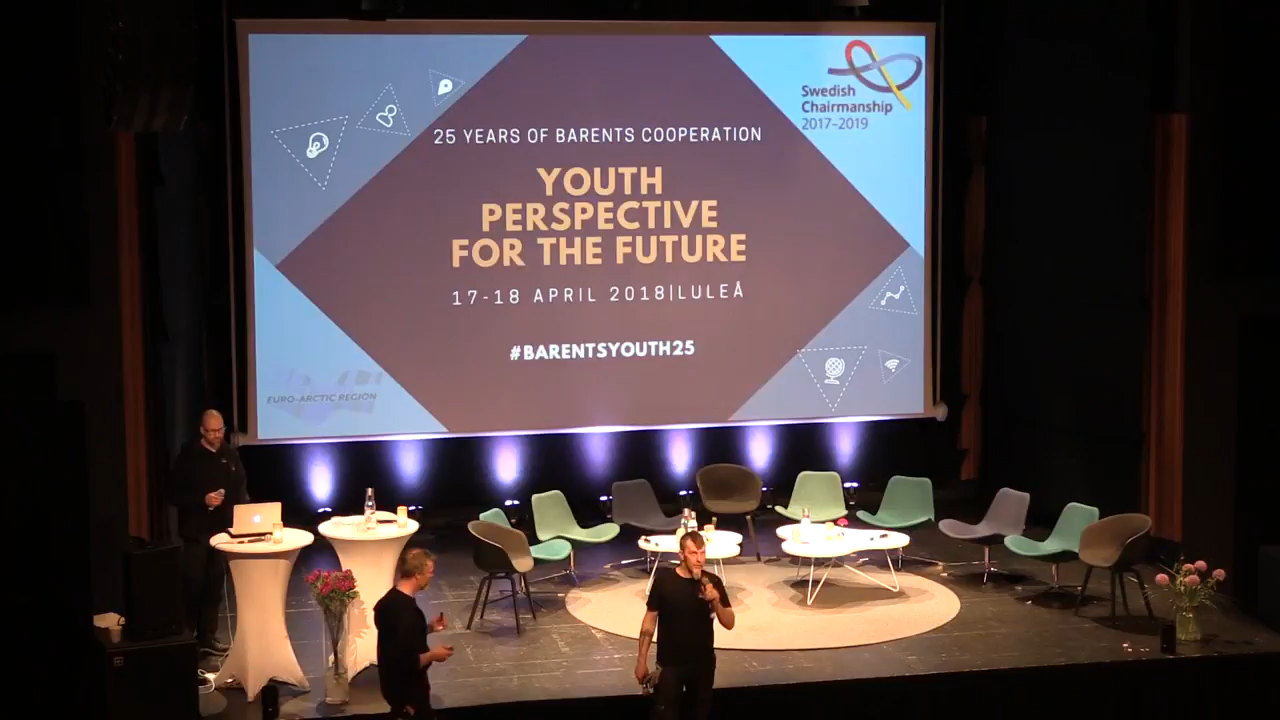 Swedish
Chairmanship
2017–2019
25 YEARS OF BARENTS COOPERATION
YOUTH
PERSPECTIVE
FOR THE FUTURE
17-18 APRIL 2018|LULEÅ
#BARENTSYOUTH25
EURO-ARCTIC REGION